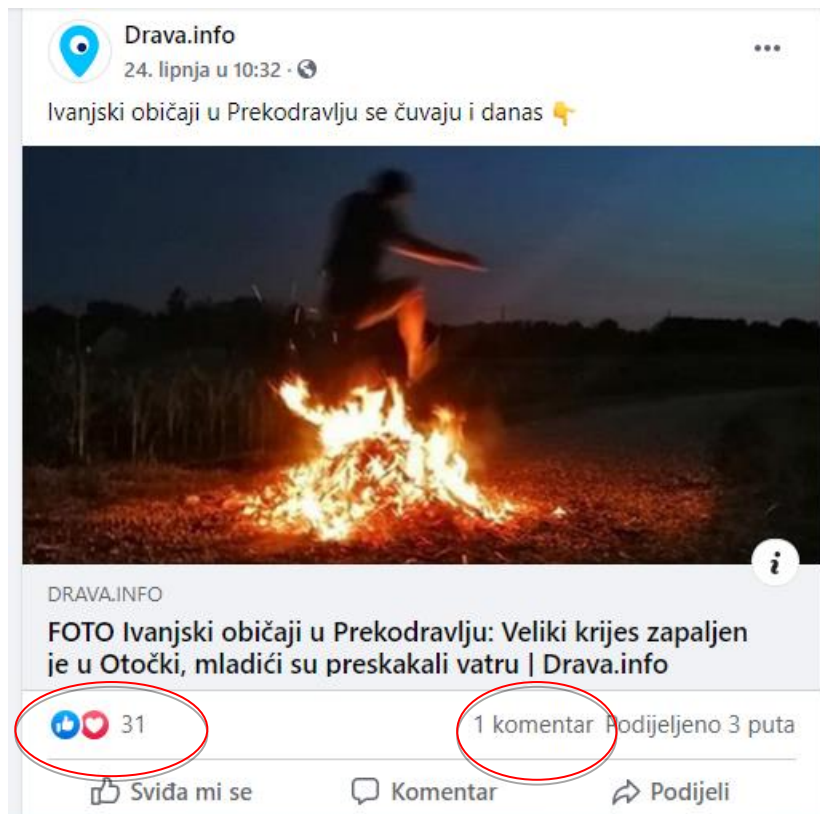 Drava.info
24. lipnja u 10:32 ·
Ivanjski običaji u Prekodravlju se čuvaju i danas 👇
i
DRAVA.INFO
FOTO Ivanjski običaji u Prekodravlju: Veliki krijes zapaljen
je u Otočki, mladići su preskakali vatru | Drava.info
31 1 komentar Podijeljeno 3 puta
Sviđa mi se Komentar Podijeli